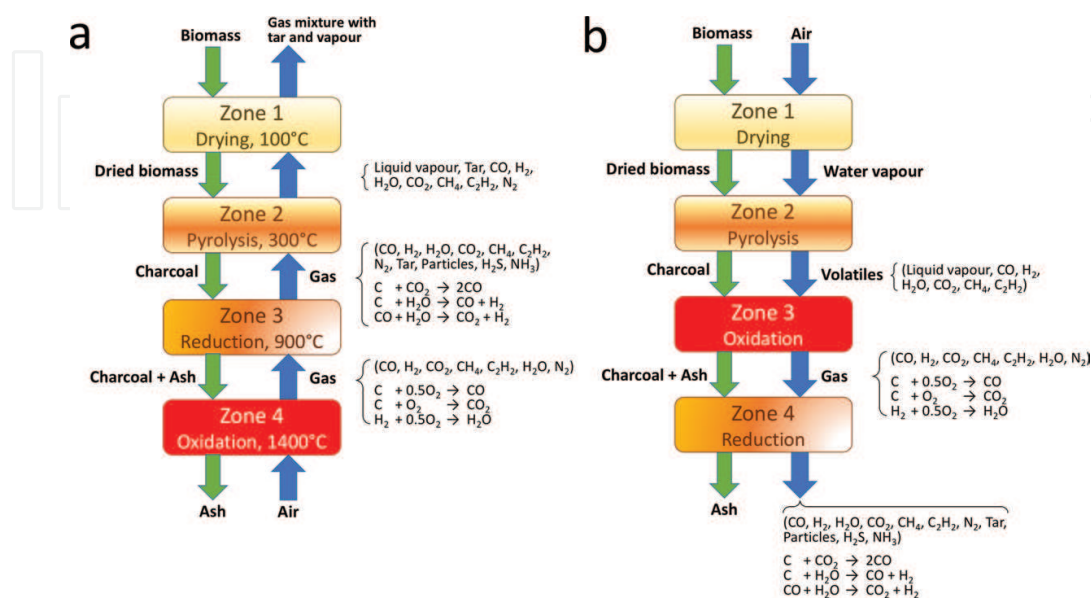 a
Biomass
Gas mixture with
tar and vapour
Zone 1
Drying, 100°C
Dried biomass
Liquid vapour, Tar, CO, H₂,
H₂O, CO₂, CH₄, C₂H₂, N₂
Zone 2
Pyrolysis, 300°C
Charcoal
Gas
(CO, H₂, H₂O, CO₂, CH₄, C₂H₂,
N₂, Tar, Particles, H₂S, NH₃)
C + CO₂ → 2CO
C + H₂O → CO + H₂
CO + H₂O → CO₂ + H₂
Zone 3
Reduction, 900°C
Charcoal + Ash
Gas
(CO, H₂, CO₂, CH₄, C₂H₂, H₂O, N₂)
C + 0.5O₂ → CO
C + O₂ → CO₂
H₂ + 0.5O₂ → H₂O
Zone 4
Oxidation, 1400°C
Ash
Air
b
Biomass
Air
Zone 1
Drying
Dried biomass
Water vapour
Zone 2
Pyrolysis
Charcoal
Volatiles
(Liquid vapour, CO, H₂,
H₂O, CO₂, CH₄, C₂H₂)
Zone 3
Oxidation
Charcoal + Ash
Gas
(CO, H₂, CO₂, CH₄, C₂H₂, H₂O, N₂)
C + 0.5O₂ → CO
C + O₂ → CO₂
H₂ + 0.5O₂ → H₂O
Zone 4
Reduction
Ash
(CO, H₂, H₂O, CO₂, CH₄, C₂H₂, N₂, Tar,
Particles, H₂S, NH₃)
C + CO₂ → 2CO
C + H₂O → CO + H₂
CO + H₂O → CO₂ + H₂